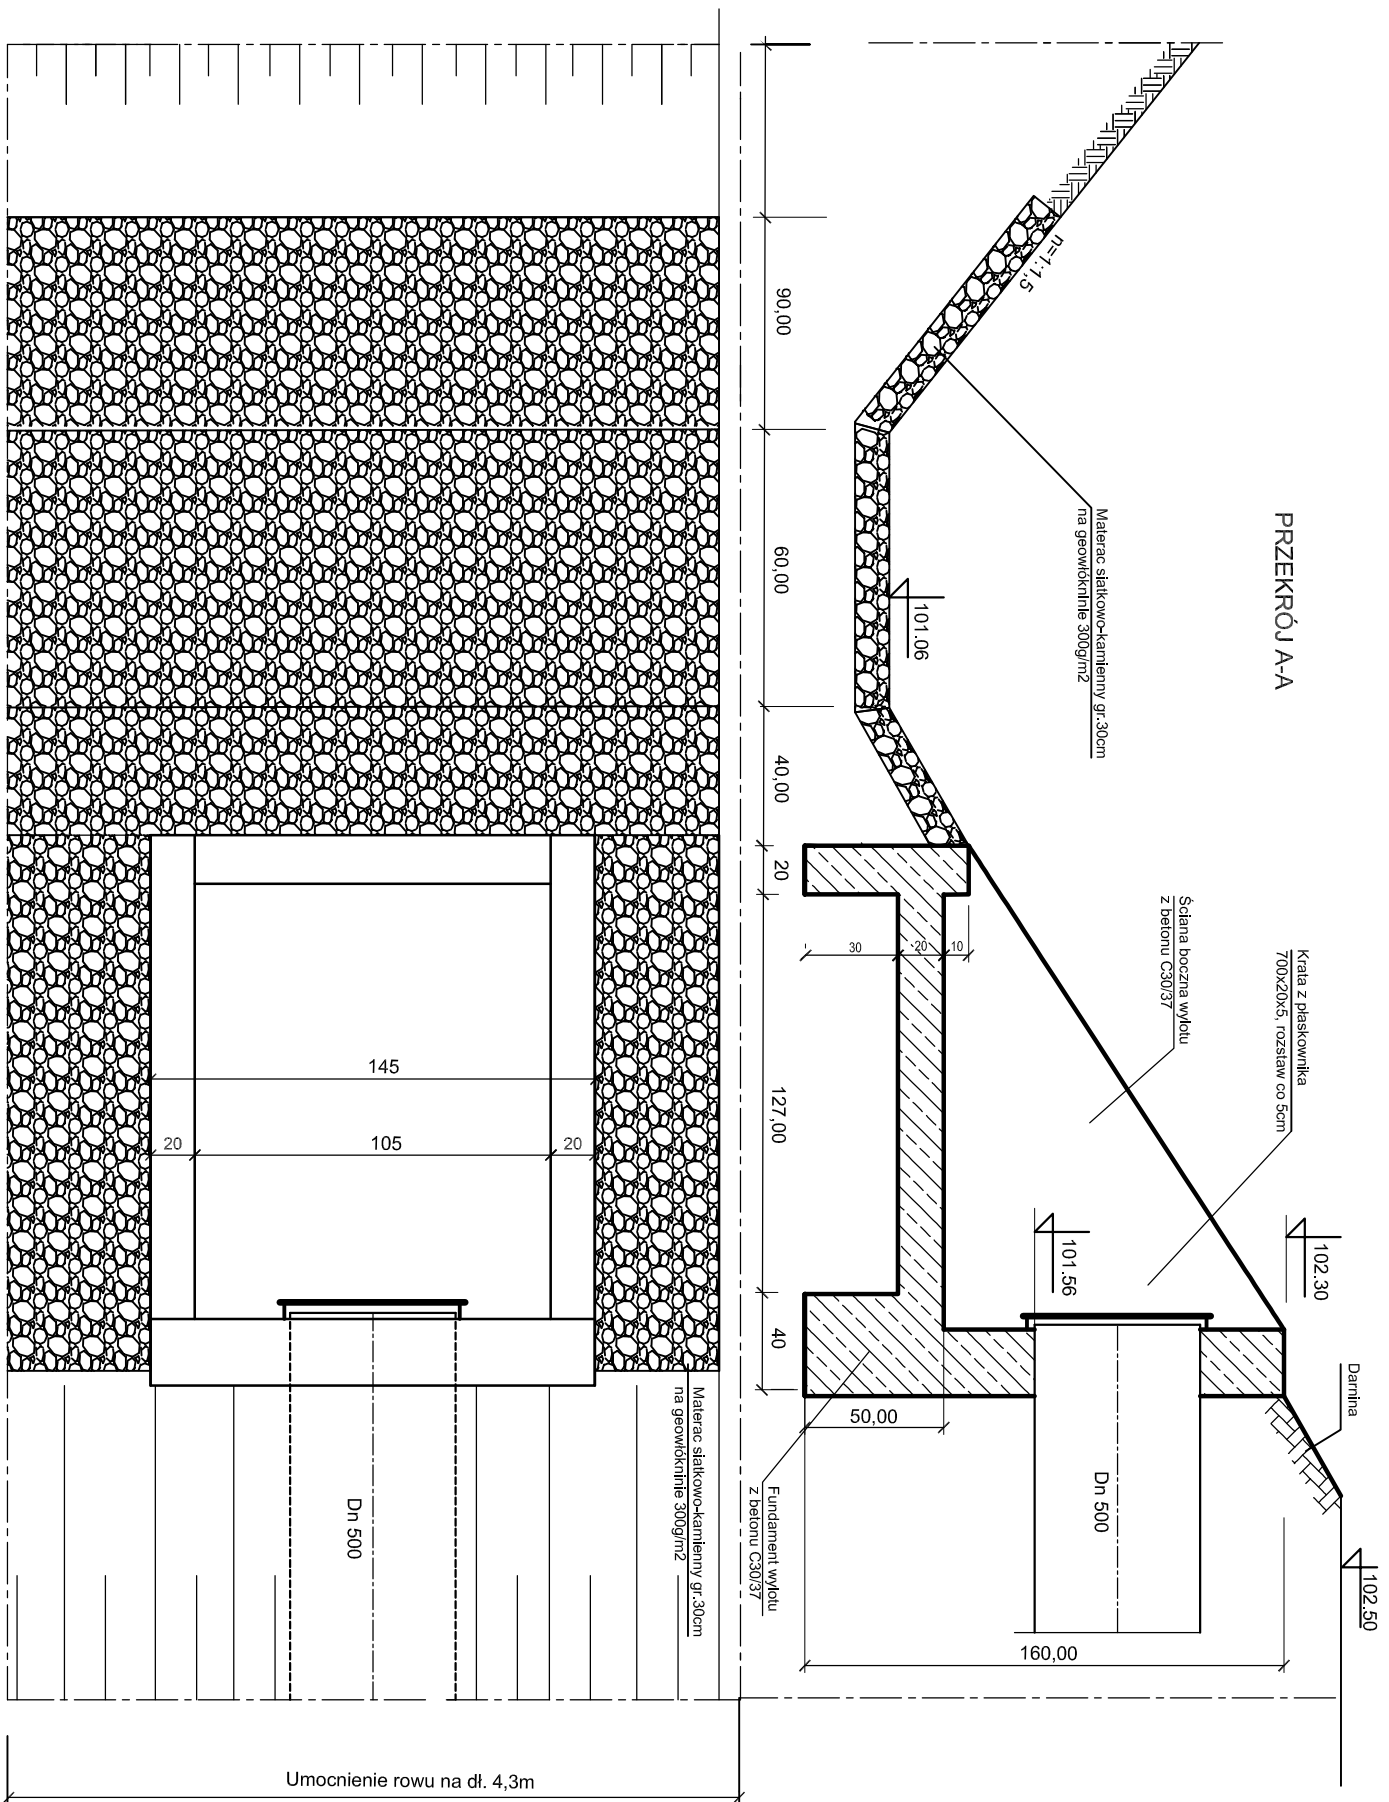 PRZEKRÓJ A-A
n=1:1,5
Materac siatkowo-kamienny gr.30cm
na geowłókninie 300g/m2
101.06
Ściana boczna wylotu
z betonu C30/37
Krata z płaskownika
700x20x5, rozstaw co 5cm
102.30
101.56
Darnina
102.50
Dn 500
Fundament wylotu
z betonu C30/37
90,00
60,00
40,00
20
127,00
40
30
20
10
50,00
160,00
145
20
105
20
Materac siatkowo-kamienny gr.30cm
na geowłókninie 300g/m2
Dn 500
Umocnienie rowu na dł. 4,3m